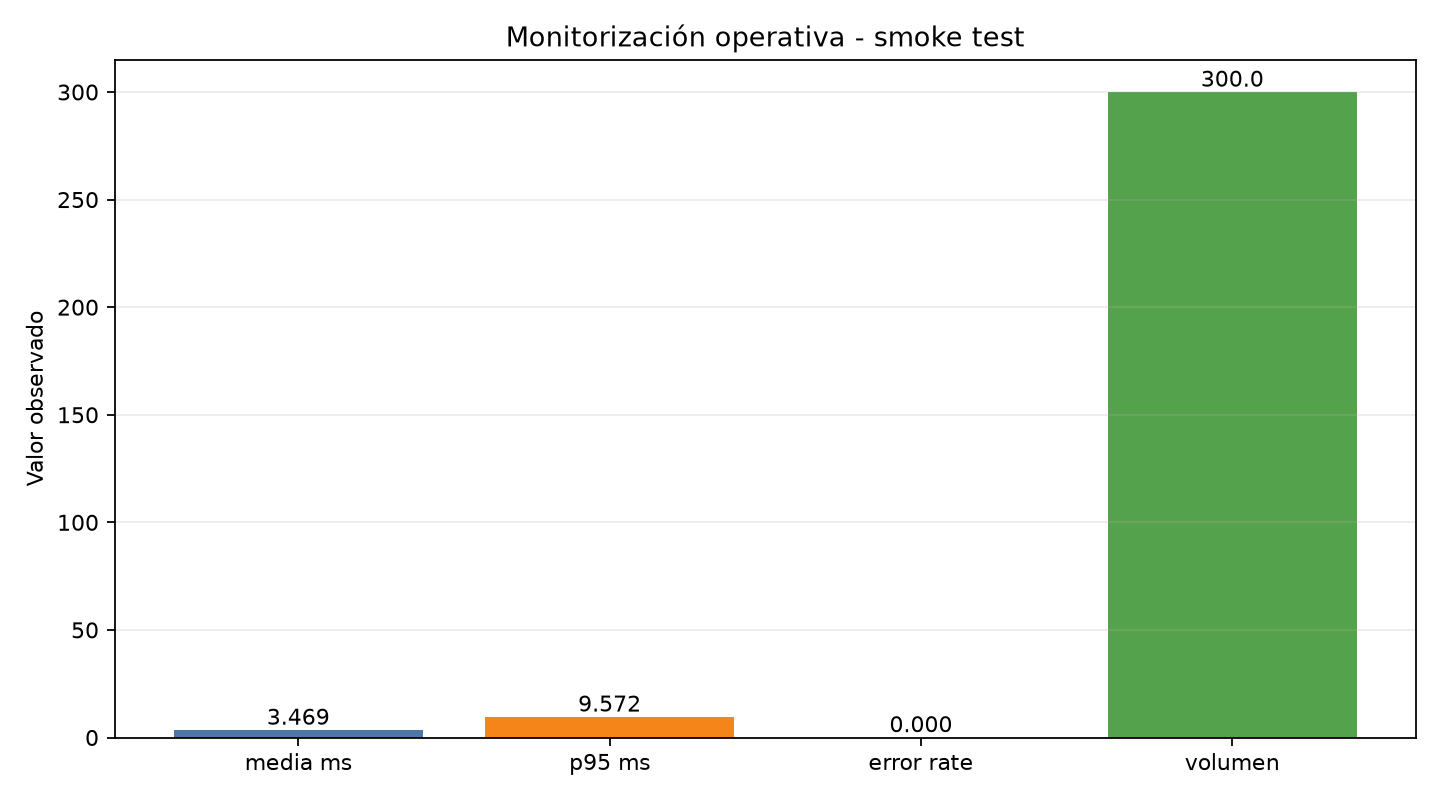 Monitorización operativa - smoke test
Valor observado
300
250
200
150
100
50
0
3.469
9.572
0.000
300.0
media ms
p95 ms
error rate
volumen